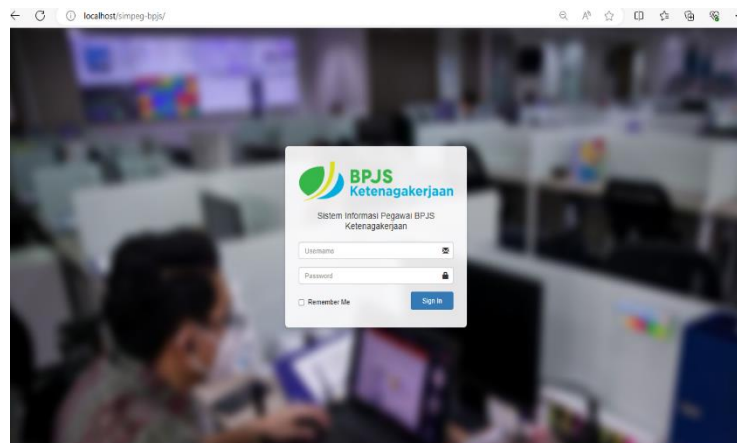 localhost/simpeg-bpjs/
BPJS
Ketenagakerjaan
Sistem Informasi Pegawai BPJS
Ketenagakerjaan
Username
Password
Remember Me
Sign In